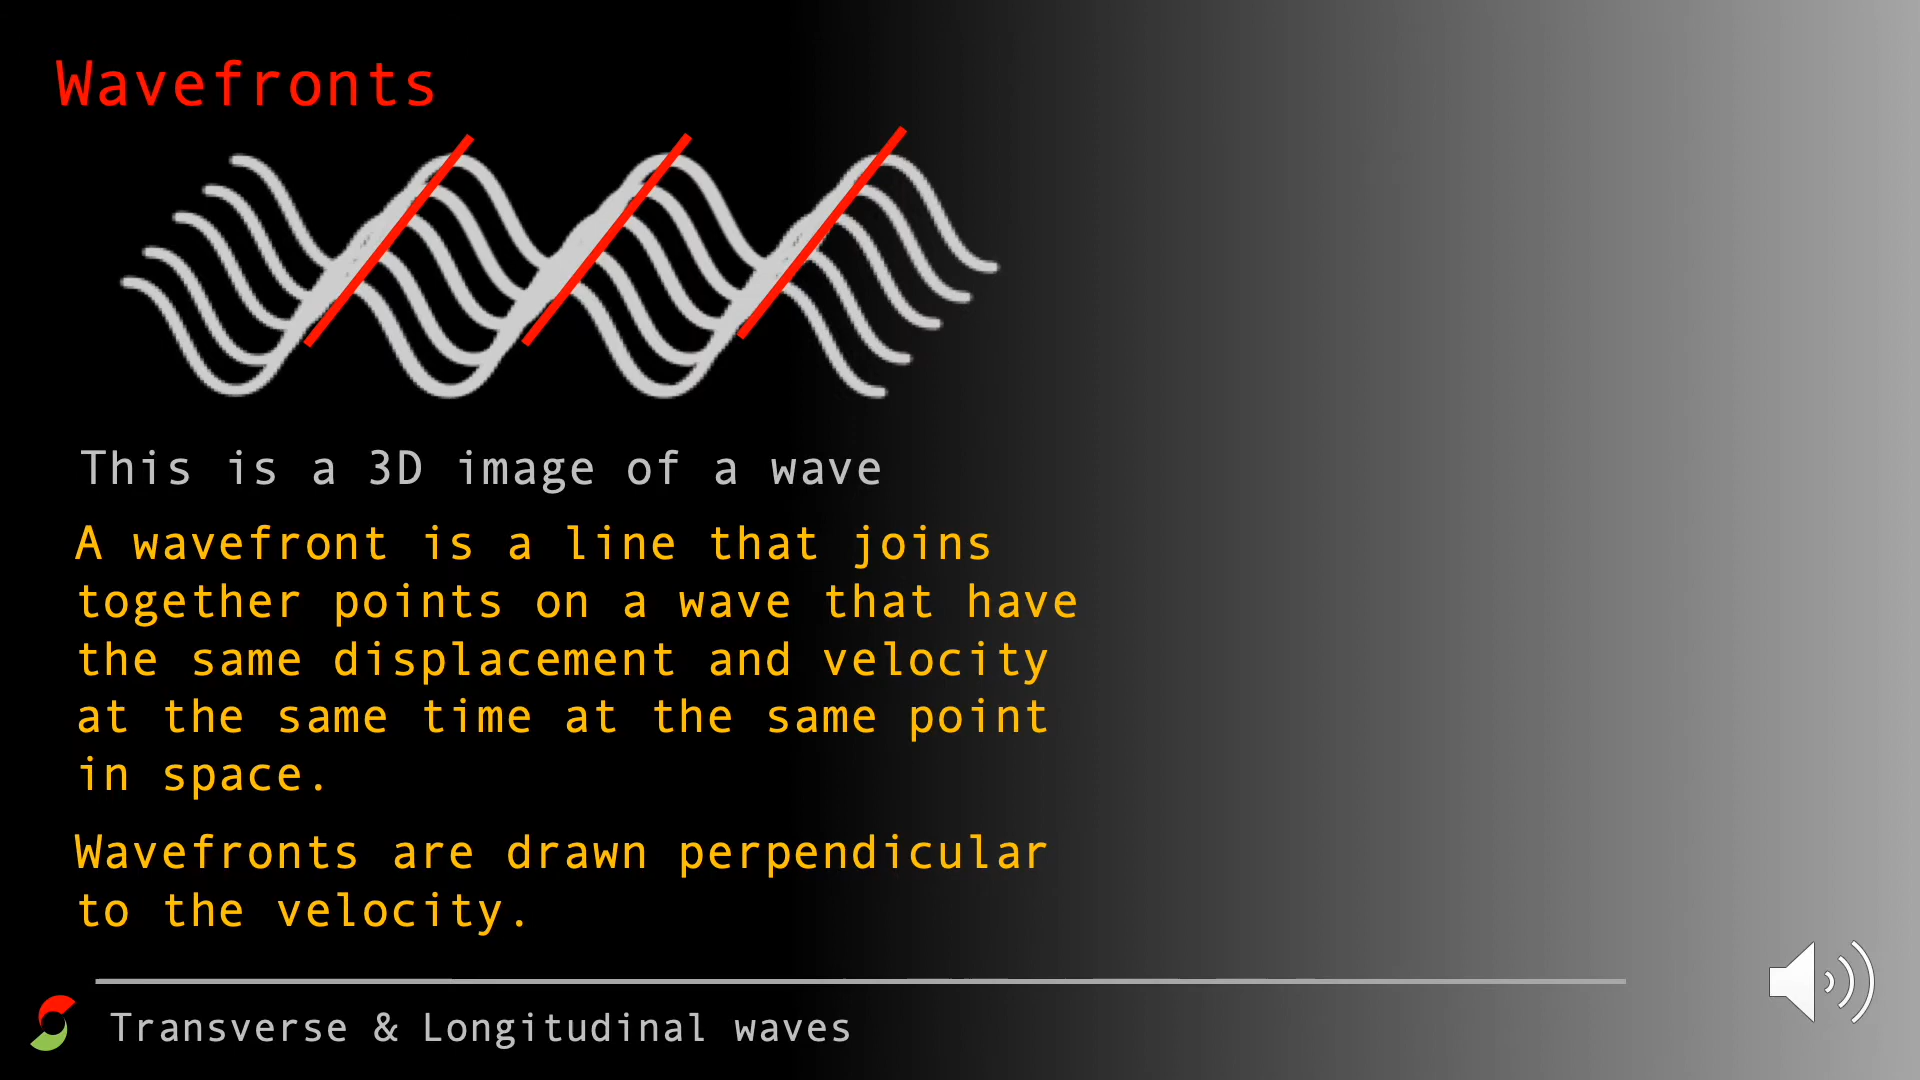 Wavefronts
This is a 3D image of a wave
A wavefront is a line that joins
together points on a wave that have
the same displacement and velocity
at the same time at the same point
in space.
Wavefronts are drawn perpendicular
to the velocity.
Transverse & Longitudinal waves